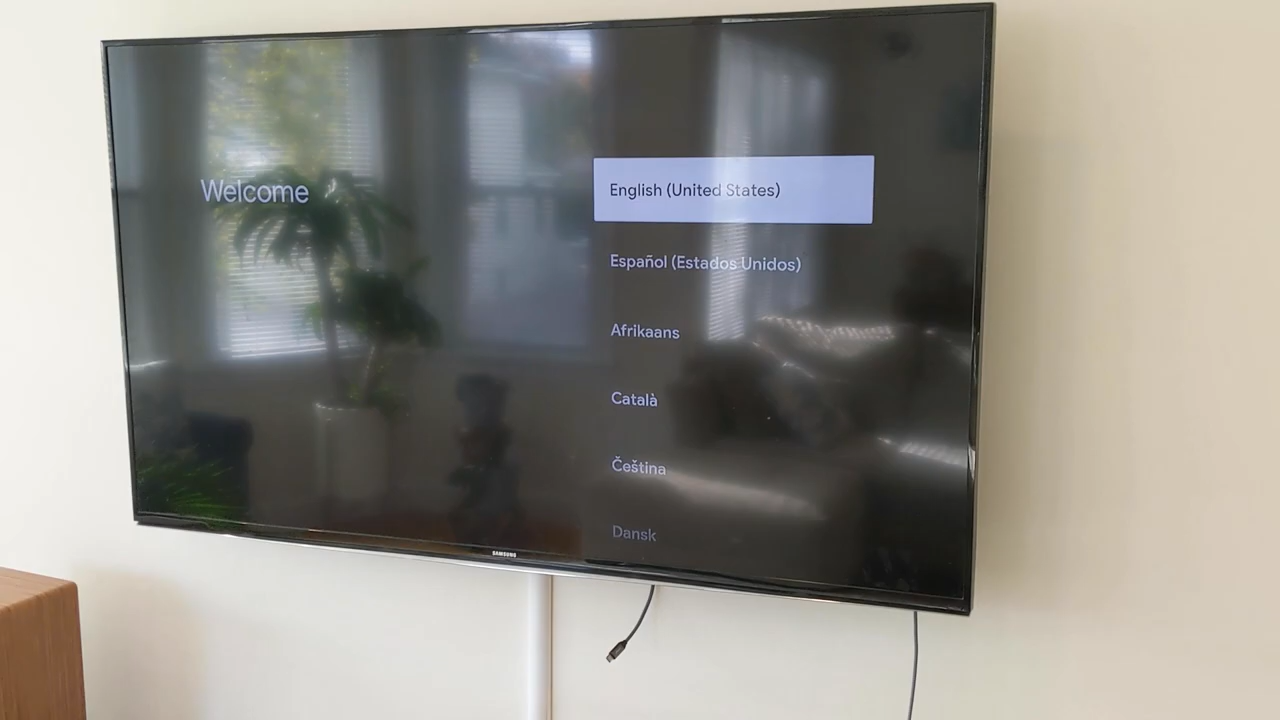 Welcome
English (United States)
Español (Estados Unidos)
Afrikaans
Català
Čeština
Dansk
SAMSUNG